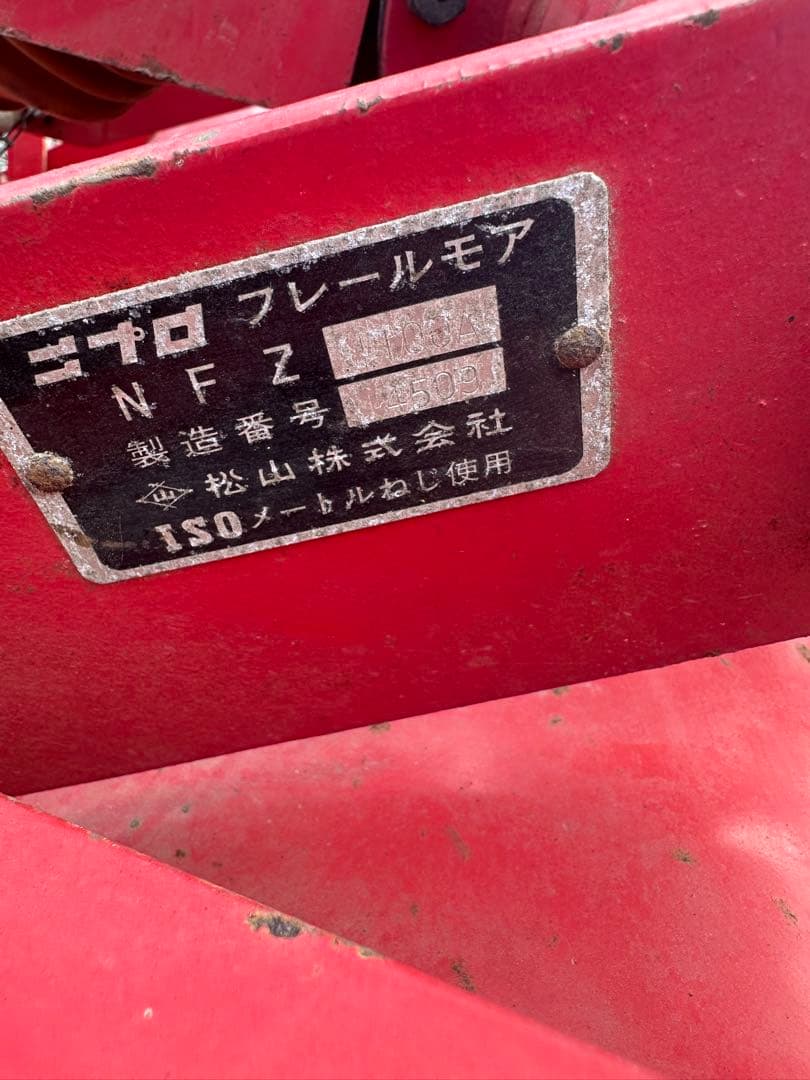 ニプロ フレールモア
NFZ
製造番号
松山株式会社
ISOメートルねじ使用